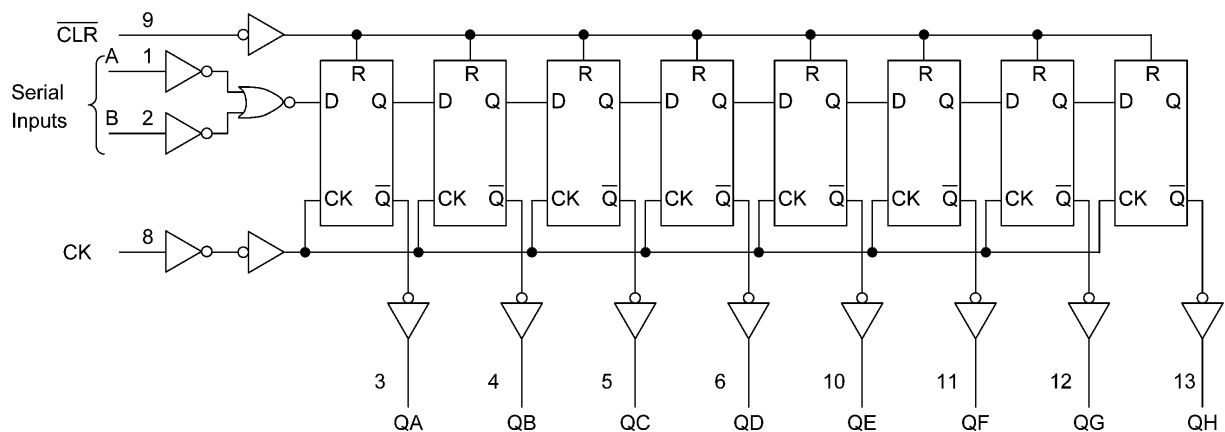 CLR 9
A 1
Serial
Inputs
B 2
R R R R R R R R
D Q D Q D Q D Q D Q D Q D Q D Q
CK Q̅ CK Q̅ CK Q̅ CK Q̅ CK Q̅ CK Q̅ CK Q̅ CK Q̅
CK 8
3 4 5 6 10 11 12 13
QA QB QC QD QE QF QG QH